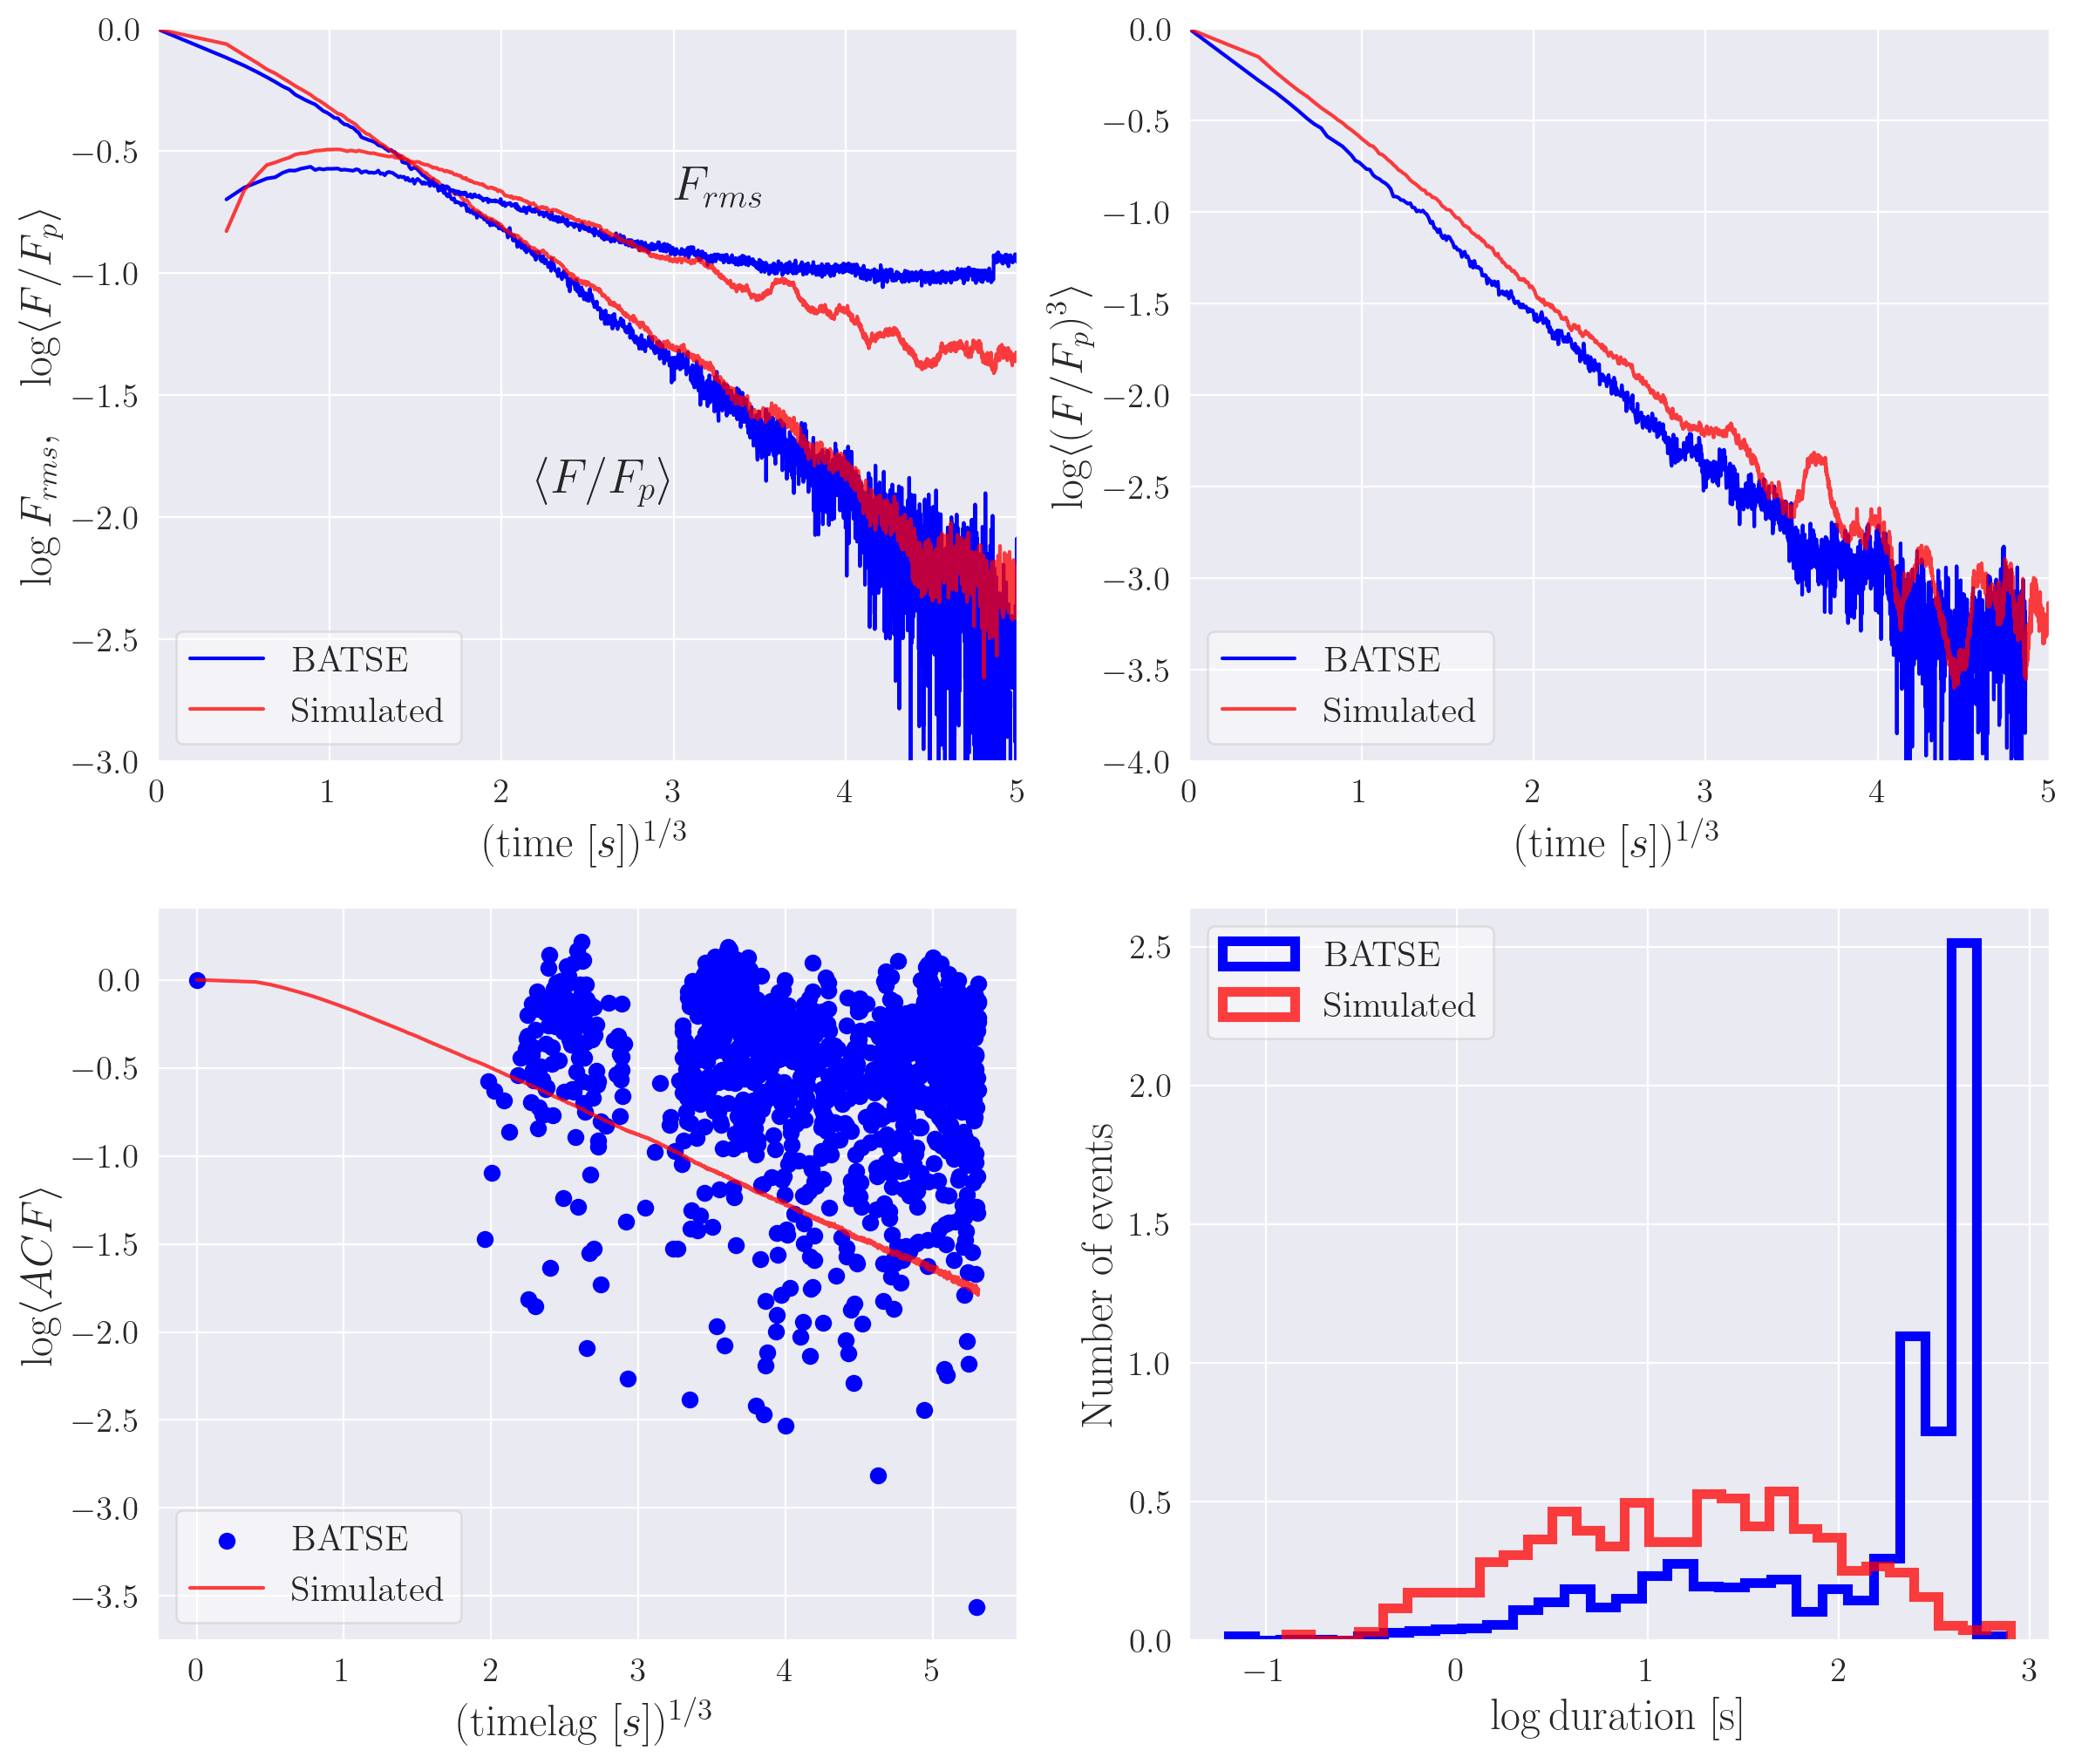 0.0
−0.5
−1.0
−1.5
−2.0
−2.5
−3.0
log F_{rms},   log⟨F/F_p⟩
F_{rms}
⟨F/F_p⟩
BATSE
Simulated
0 1 2 3 4 5
(time [s])^{1/3}
0.0
−0.5
−1.0
−1.5
−2.0
−2.5
−3.0
−3.5
−4.0
log⟨(F/F_p)^3⟩
BATSE
Simulated
0 1 2 3 4 5
(time [s])^{1/3}
0.0
−0.5
−1.0
−1.5
−2.0
−2.5
−3.0
−3.5
log⟨ACF⟩
BATSE
Simulated
0 1 2 3 4 5
(timelag [s])^{1/3}
2.5
2.0
1.5
1.0
0.5
0.0
Number of events
BATSE
Simulated
−1 0 1 2 3
log duration [s]